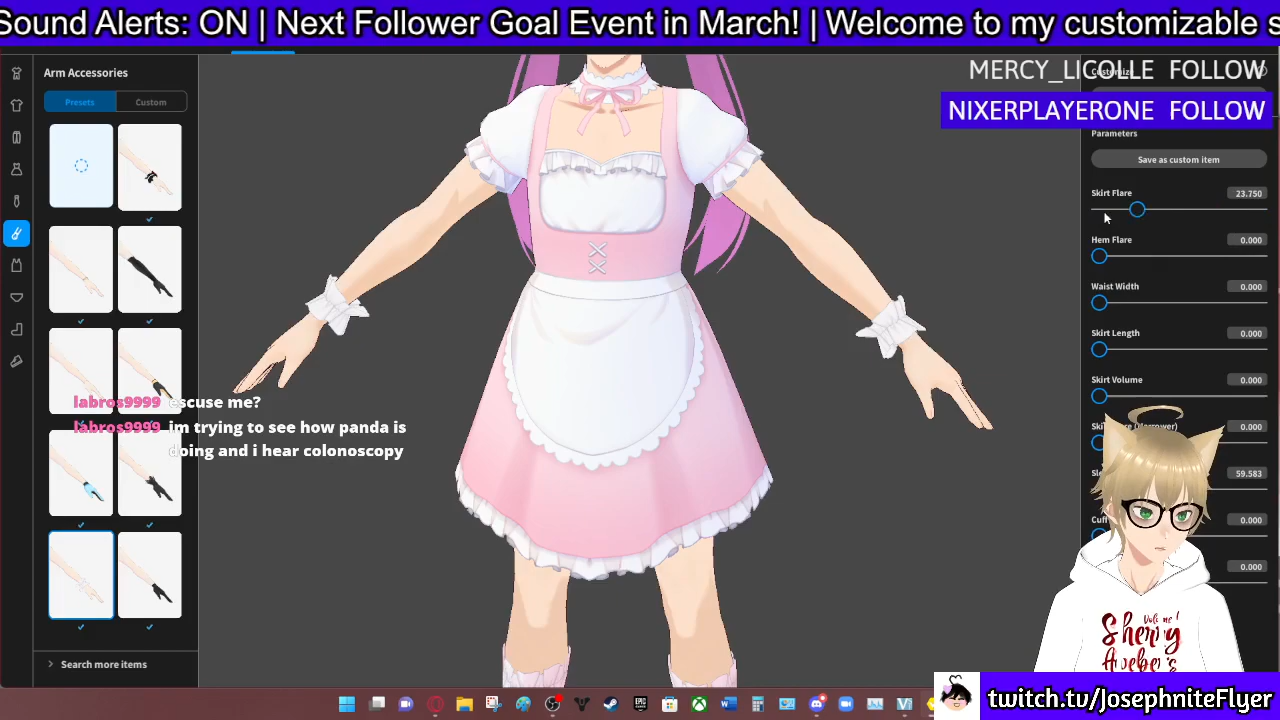 Sound Alerts: ON | Next Follower Goal Event in March! | Welcome to my customizable s
Arm Accessories
Presets
Custom
labros9999 escuse me?
labros9999 im trying to see how panda is
doing and i hear colonoscopy
Search more items
MERCY_LICOLLE FOLLOW
NIXERPLAYERONE FOLLOW
Parameters
Save as custom item
Skirt Flare 23.750
Hem Flare 0.000
Waist Width 0.000
Skirt Length 0.000
Skirt Volume 0.000
0.000
59.583
0.000
0.000
Volume 1
Sherry
twitch.tv/JosephniteFlyer